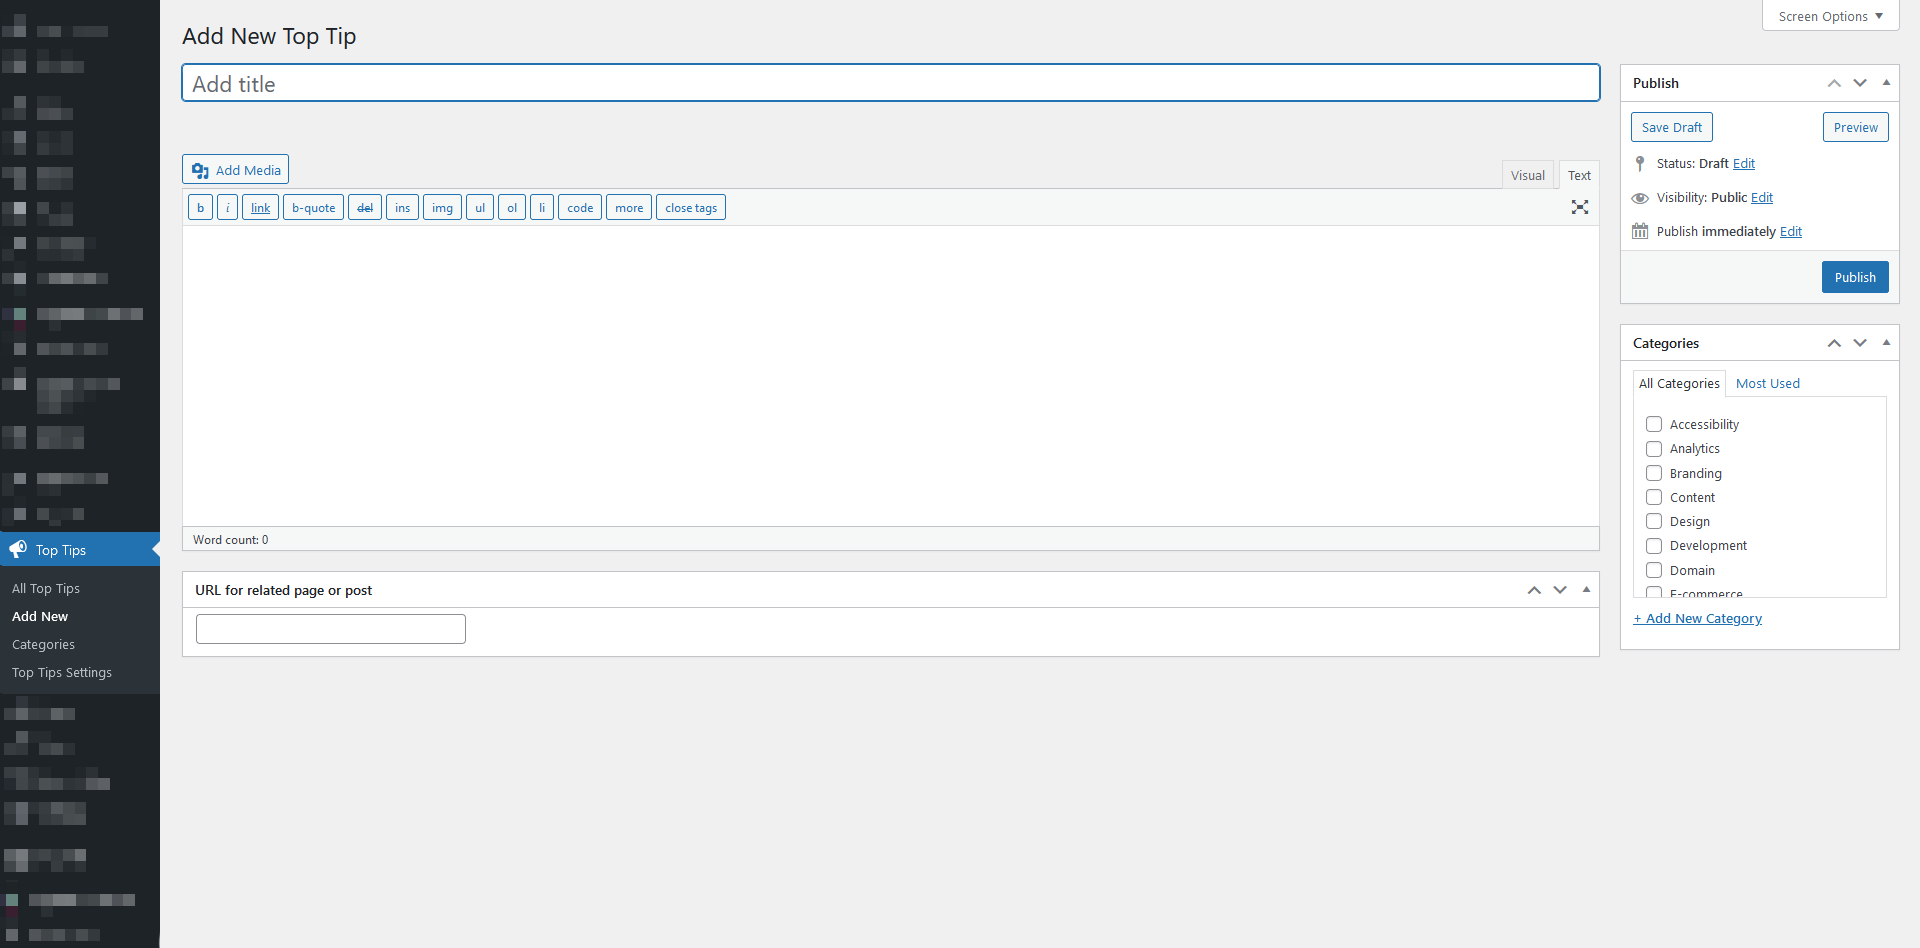 Screen Options
Add New Top Tip
Add title
Add Media
Visual
Text
b
i
link
b-quote
del
ins
img
ul
ol
li
code
more
close tags
Word count: 0
URL for related page or post
Publish
Save Draft
Preview
Status: Draft Edit
Visibility: Public Edit
Publish immediately Edit
Publish
Categories
All Categories
Most Used
Accessibility
Analytics
Branding
Content
Design
Development
Domain
E-commerce
+ Add New Category
Top Tips
All Top Tips
Add New
Categories
Top Tips Settings